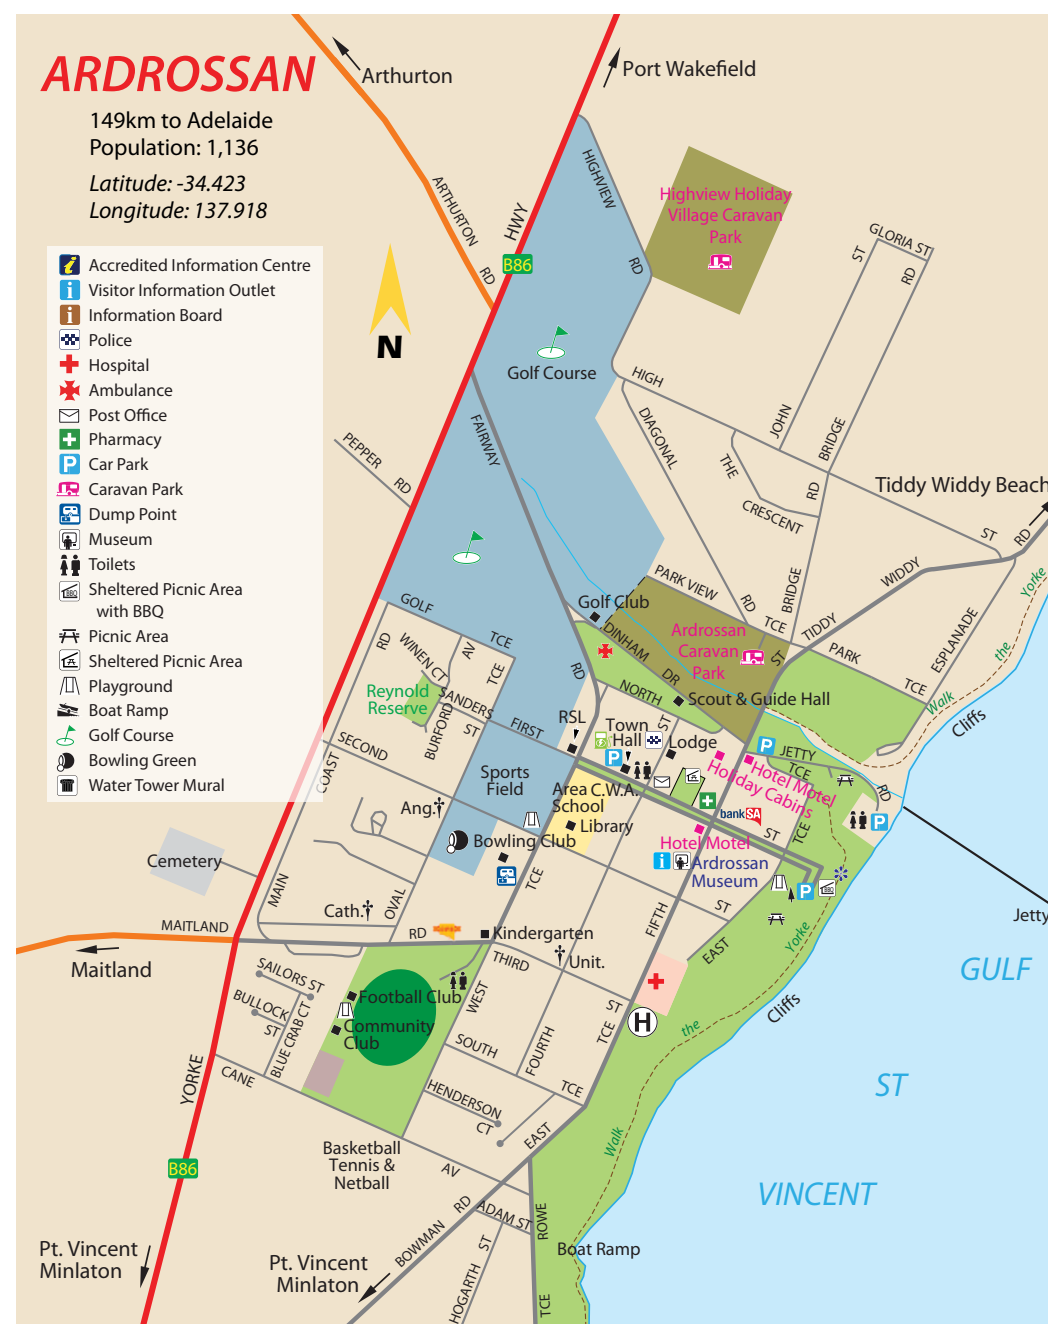 ARDROSSAN
149km to Adelaide
Population: 1,136
Latitude: -34.423
Longitude: 137.918
Accredited Information Centre
Visitor Information Outlet
Information Board
Police
Hospital
Ambulance
Post Office
Pharmacy
P
Car Park
Caravan Park
Dump Point
Museum
Toilets
BBQ
Sheltered Picnic Area
with BBQ
Picnic Area
Sheltered Picnic Area
Playground
Boat Ramp
Golf Course
Bowling Green
Water Tower Mural
N
Arthurton
Port Wakefield
ARTHURTON
RD
HWY
B86
HIGHVIEW
RD
Highview Holiday
Village Caravan
Park
GLORIA ST
ST
RD
JOHN
BRIDGE
Golf Course
HIGH
DIAGONAL
THE
CRESCENT
RD
FAIRWAY
PEPPER
RD
Tiddy Widdy Beach
ST
RD
WIDDY
TIDDY
BRIDGE
Yorke
the
Walk
Cliffs
ESPLANADE
PARK VIEW
RD
TCE
ST
PARK
TCE
Golf Club
Ardrossan
Caravan
Park
DINHAM
DR
Scout & Guide Hall
NORTH
ST
GOLF
TCE
RD
WINEN CT
AV
TCE
Reynold
Reserve
SANDERS
ST
BURFORD
FIRST
SECOND
COAST
RD
RSL
Town
Hall
P
Lodge
P
JETTY
TCE
RD
Hotel Motel
Holiday Cabins
Sports
Field
Area
School
C.W.A.
Library
bankSA
ST
TCE
P
Hotel Motel
Ardrossan
Museum
P
BBQ
Ang.
Bowling Club
TCE
Cemetery
MAIN
OVAL
Cath.
RD
Kindergarten
MAITLAND
Maitland
THIRD
Unit.
FIFTH
ST
EAST
Yorke
the
Walk
Cliffs
Jetty
GULF
ST
VINCENT
SAILORS ST
BULLOCK
ST
BLUE CRAB CT
Football Club
Community
Club
WEST
ST
TCE
H
SOUTH
FOURTH
TCE
HENDERSON
CT
CANE
AV
YORKE
B86
Basketball
Tennis &
Netball
EAST
RD
ADAM ST
BOWMAN
ST
HOGARTH
ROWE
TCE
Boat Ramp
Pt. Vincent
Minlaton
Pt. Vincent
Minlaton